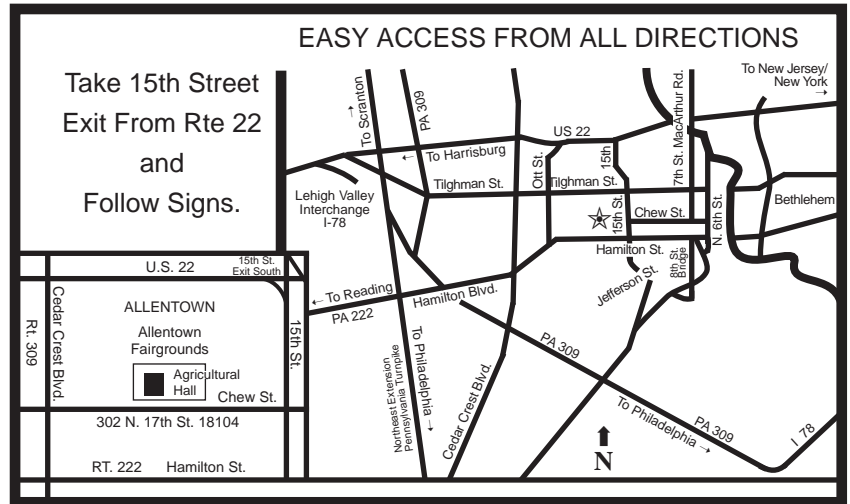 EASY ACCESS FROM ALL DIRECTIONS
Take 15th Street
Exit From Rte 22
and
Follow Signs.
To New Jersey/
New York
→
→
To Scranton
PA 309
7th St. MacArthur Rd.
US 22
15th
← To Harrisburg
Ott St.
Tilghman St.
Tilghman St.
Lehigh Valley
Interchange
I-78
15th St.
Chew St.
N. 6th St.
Bethlehem
Hamilton St.
8th St.
Bridge
Jefferson St.
← To Reading
PA 222
Hamilton Blvd.
Northeast Extension
Pennsylvania Turnpike
To Philadelphia →
Cedar Crest Blvd.
PA 309
To Philadelphia →
PA 309
I 78
N
U.S. 22
15th St.
Exit South
Rt. 309
Cedar Crest Blvd.
ALLENTOWN
Allentown
Fairgrounds
15th St.
Agricultural
Hall
Chew St.
302 N. 17th St. 18104
RT. 222 Hamilton St.